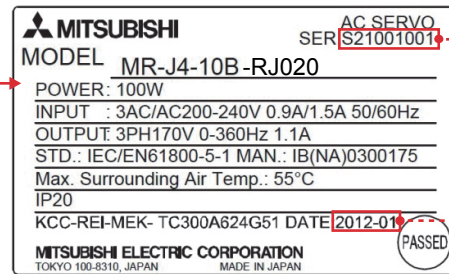 MITSUBISHI
AC SERVO
SER S21001001
MODEL MR-J4-10B-RJ020
POWER: 100W
INPUT : 3AC/AC200-240V 0.9A/1.5A 50/60Hz
OUTPUT: 3PH170V 0-360Hz 1.1A
STD.: IEC/EN61800-5-1 MAN.: IB(NA)0300175
Max. Surrounding Air Temp.: 55°C
IP20
KCC-REI-MEK- TC300A624G51 DATE 2012-01
PASSED
MITSUBISHI ELECTRIC CORPORATION
TOKYO 100-8310, JAPAN MADE IN JAPAN